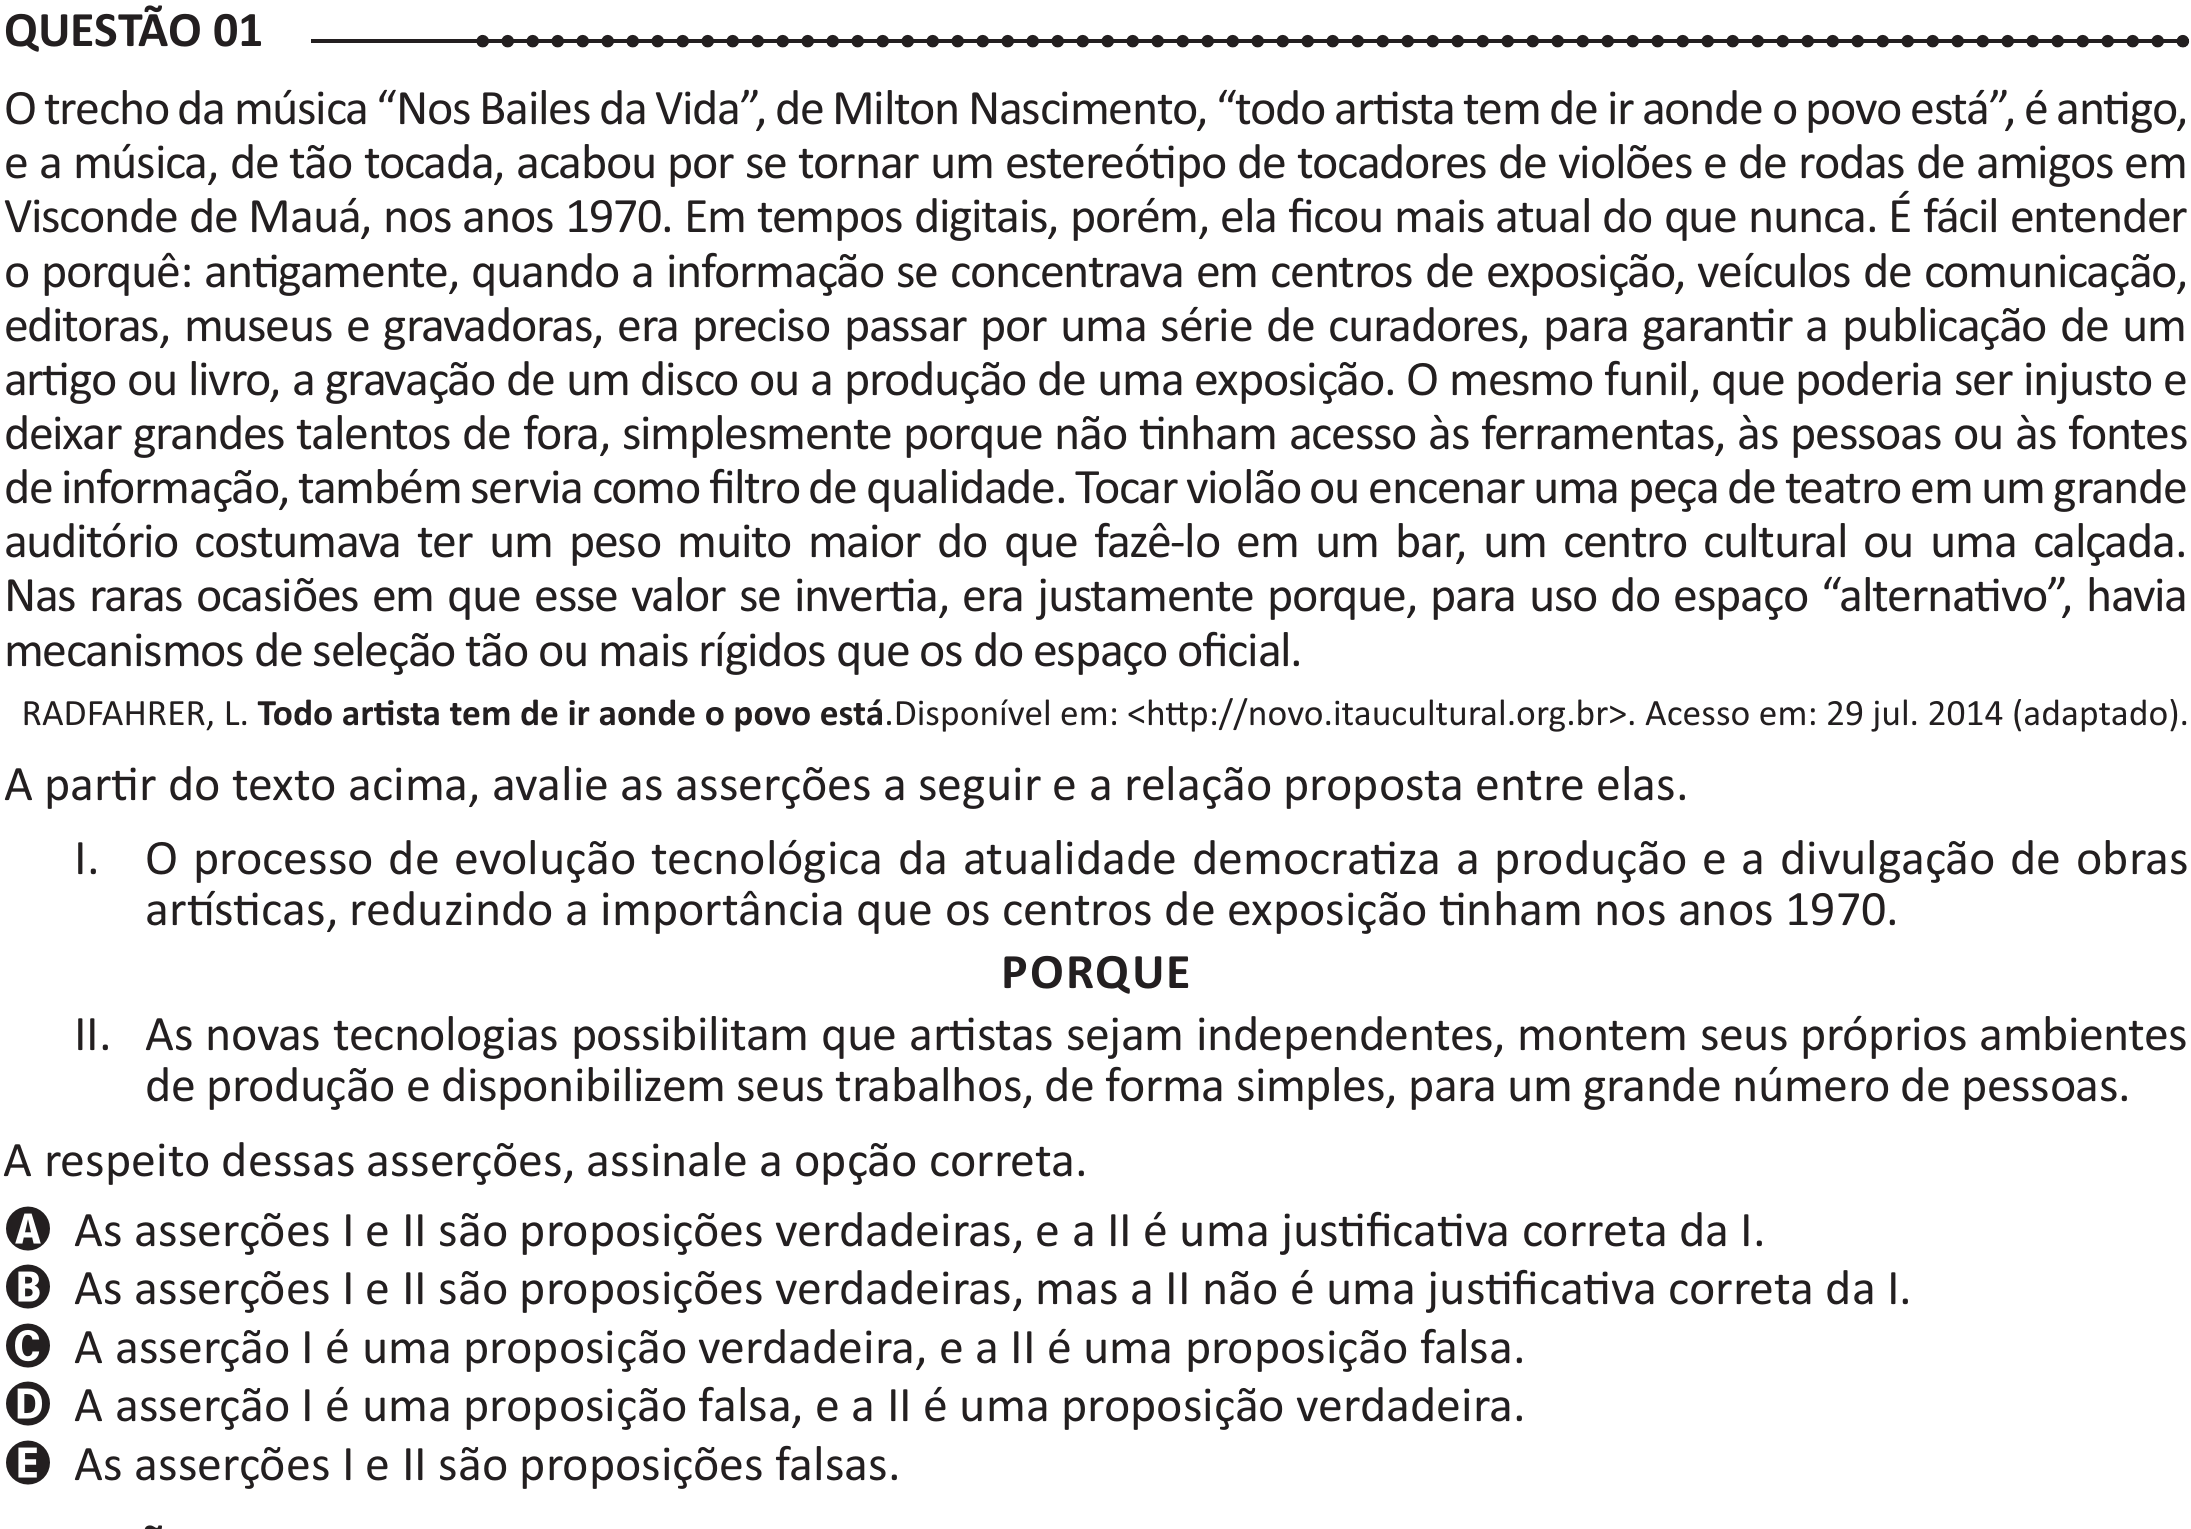 QUESTÃO 01
O trecho da música “Nos Bailes da Vida”, de Milton Nascimento, “todo artista tem de ir aonde o povo está”, é antigo,
e a música, de tão tocada, acabou por se tornar um estereótipo de tocadores de violões e de rodas de amigos em
Visconde de Mauá, nos anos 1970. Em tempos digitais, porém, ela ficou mais atual do que nunca. É fácil entender
o porquê: antigamente, quando a informação se concentrava em centros de exposição, veículos de comunicação,
editoras, museus e gravadoras, era preciso passar por uma série de curadores, para garantir a publicação de um
artigo ou livro, a gravação de um disco ou a produção de uma exposição. O mesmo funil, que poderia ser injusto e
deixar grandes talentos de fora, simplesmente porque não tinham acesso às ferramentas, às pessoas ou às fontes
de informação, também servia como filtro de qualidade. Tocar violão ou encenar uma peça de teatro em um grande
auditório costumava ter um peso muito maior do que fazê-lo em um bar, um centro cultural ou uma calçada.
Nas raras ocasiões em que esse valor se invertia, era justamente porque, para uso do espaço “alternativo”, havia
mecanismos de seleção tão ou mais rígidos que os do espaço oficial.
RADFAHRER, L. Todo artista tem de ir aonde o povo está.Disponível em: <http://novo.itaucultural.org.br>. Acesso em: 29 jul. 2014 (adaptado).
A partir do texto acima, avalie as asserções a seguir e a relação proposta entre elas.
I. O processo de evolução tecnológica da atualidade democratiza a produção e a divulgação de obras
artísticas, reduzindo a importância que os centros de exposição tinham nos anos 1970.
PORQUE
II. As novas tecnologias possibilitam que artistas sejam independentes, montem seus próprios ambientes
de produção e disponibilizem seus trabalhos, de forma simples, para um grande número de pessoas.
A respeito dessas asserções, assinale a opção correta.
A As asserções I e II são proposições verdadeiras, e a II é uma justificativa correta da I.
B As asserções I e II são proposições verdadeiras, mas a II não é uma justificativa correta da I.
C A asserção I é uma proposição verdadeira, e a II é uma proposição falsa.
D A asserção I é uma proposição falsa, e a II é uma proposição verdadeira.
E As asserções I e II são proposições falsas.